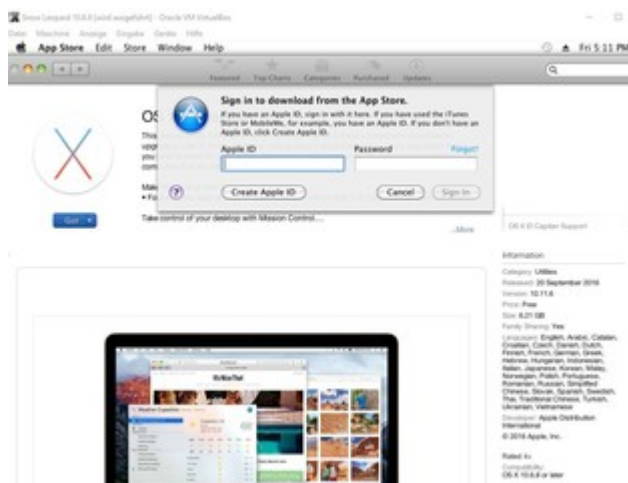 Snow Leopard 10.6.8 [wird ausgeführt] - Oracle VM VirtualBox
Datei Maschine Anzeige Eingabe Geräte Hilfe
App Store Edit Store Window Help
Fri 5:11 PM
Featured Top Charts Categories Purchased Updates
Sign in to download from the App Store.
If you have an Apple ID, sign in with it here. If you have used the iTunes
Store or MobileMe, for example, you have an Apple ID. If you don't have an
Apple ID, click Create Apple ID.
Apple ID Password Forgot?
? Create Apple ID Cancel Sign In
OS
This
Get
Take control of your desktop with Mission Control....
...More
OS X El Capitan Support
Information
Category: Utilities
Released: 20 September 2016
Version: 10.11.6
Price: Free
Size: 6.21 GB
Family Sharing: Yes
Languages: English, Arabic, Catalan,
Croatian, Czech, Danish, Dutch,
Finnish, French, German, Greek,
Hebrew, Hungarian, Indonesian,
Italian, Japanese, Korean, Malay,
Norwegian, Polish, Portuguese,
Romanian, Russian, Simplified
Chinese, Slovak, Spanish, Swedish,
Thai, Traditional Chinese, Turkish,
Ukrainian, Vietnamese
Developer: Apple Distribution
International
© 2016 Apple, Inc.
Rated 4+
Compatibility:
OS X 10.6.8 or later